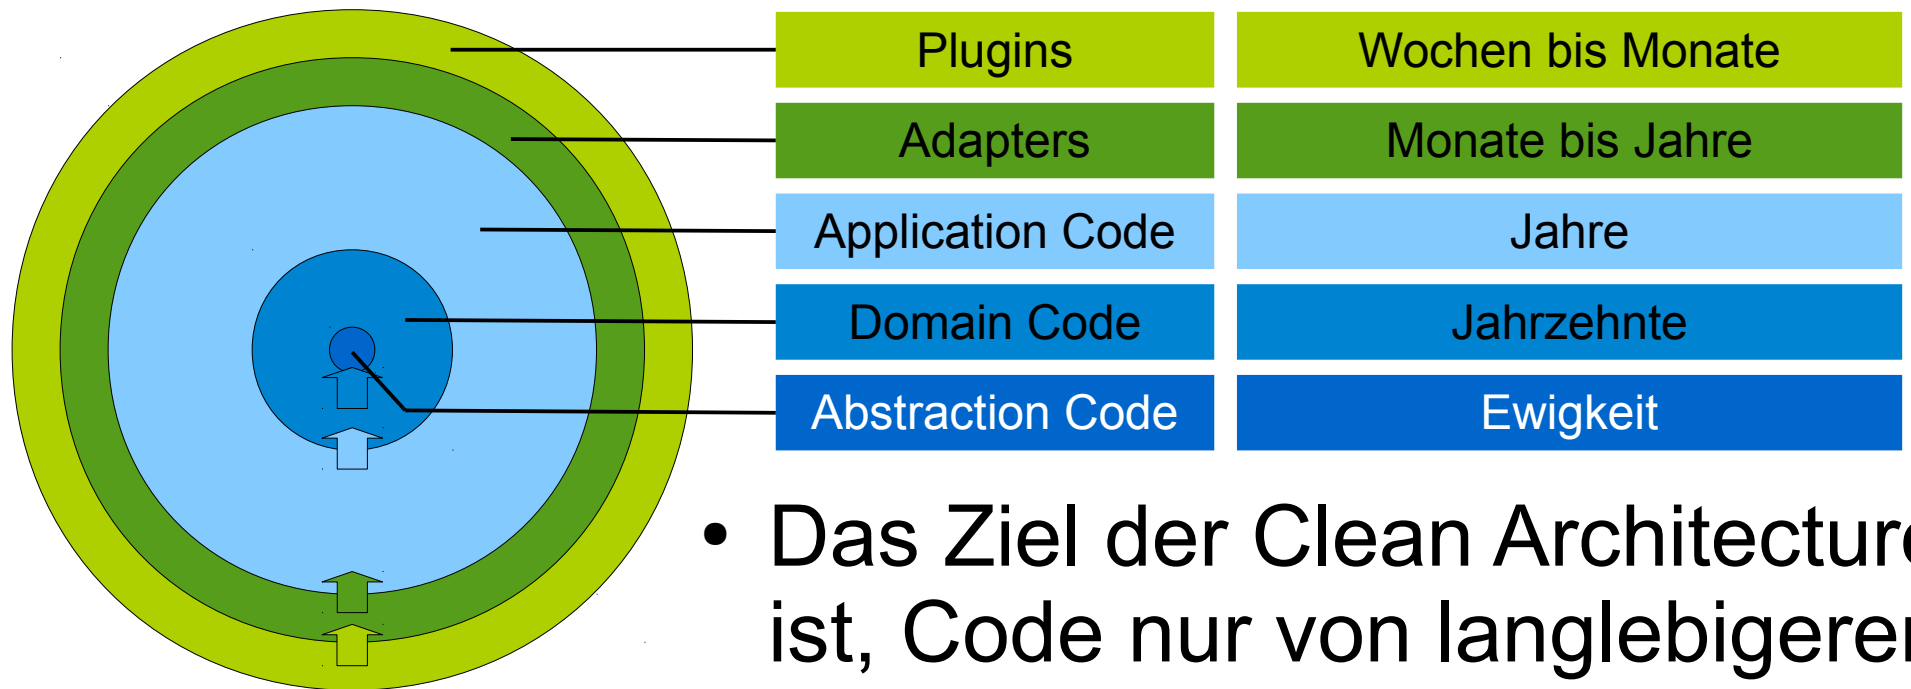 Plugins Wochen bis Monate
Adapters Monate bis Jahre
Application Code Jahre
Domain Code Jahrzehnte
Abstraction Code Ewigkeit
• Das Ziel der Clean Architecture
ist, Code nur von langlebigeren